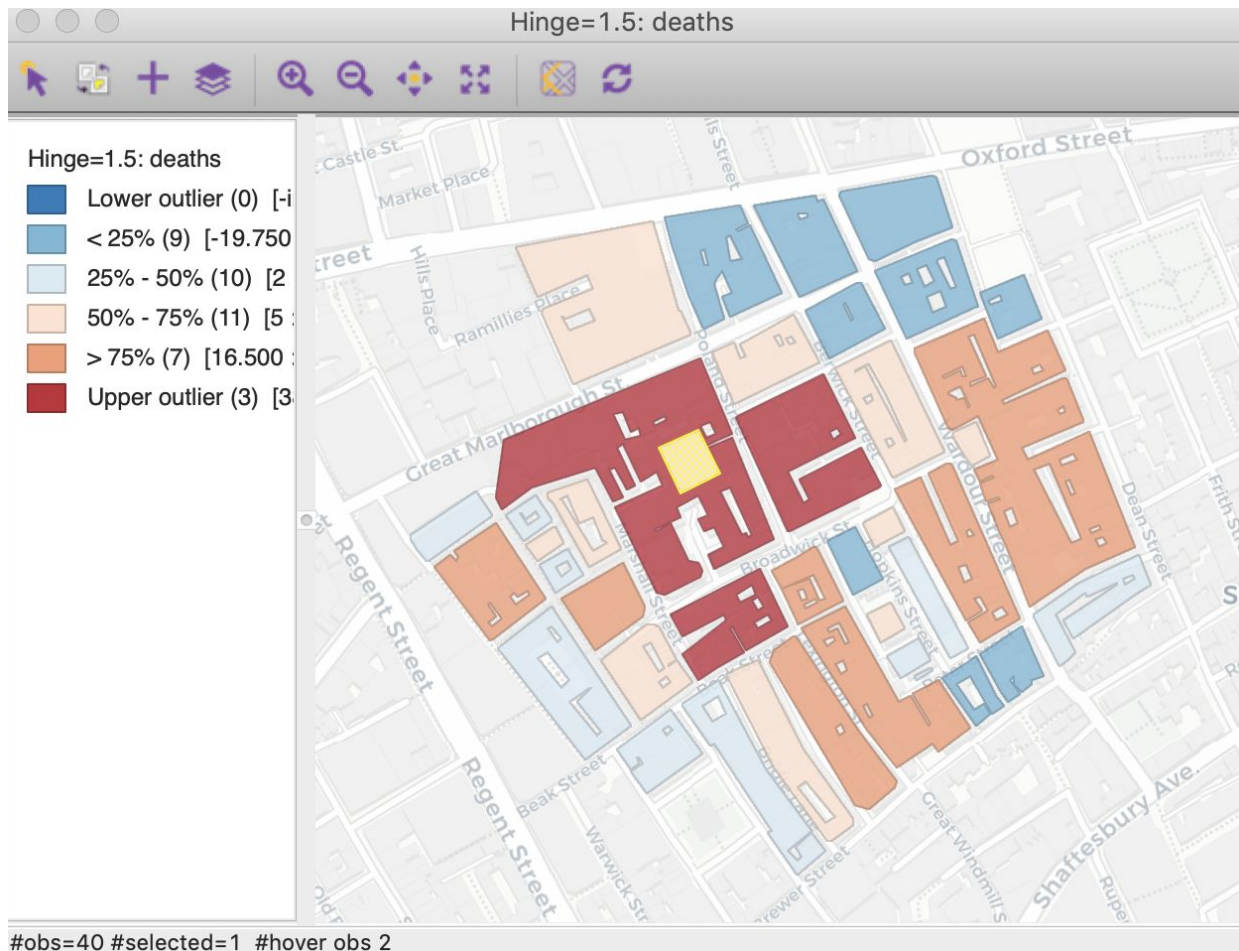 Hinge=1.5: deaths
Hinge=1.5: deaths
Lower outlier (0) [-i
< 25% (9) [-19.750
25% - 50% (10) [2
50% - 75% (11) [5 :
> 75% (7) [16.500 :
Upper outlier (3) [3
Castle St.
Market Place
Oxford Street
Hills Place
Ramillies Place
Poland Street
Berwick Street
Great Marlborough St.
Wardour Street
Dean Street
Frith St
Marshall Street
Broadwick St.
Hopkins Street
Regent Street
Beak Street
Regent Street
Beak Street
Warwick St.
Brewer Street
Great Windmill S
Shaftesbury Ave.
Rupe
#obs=40 #selected=1 #hover obs 2